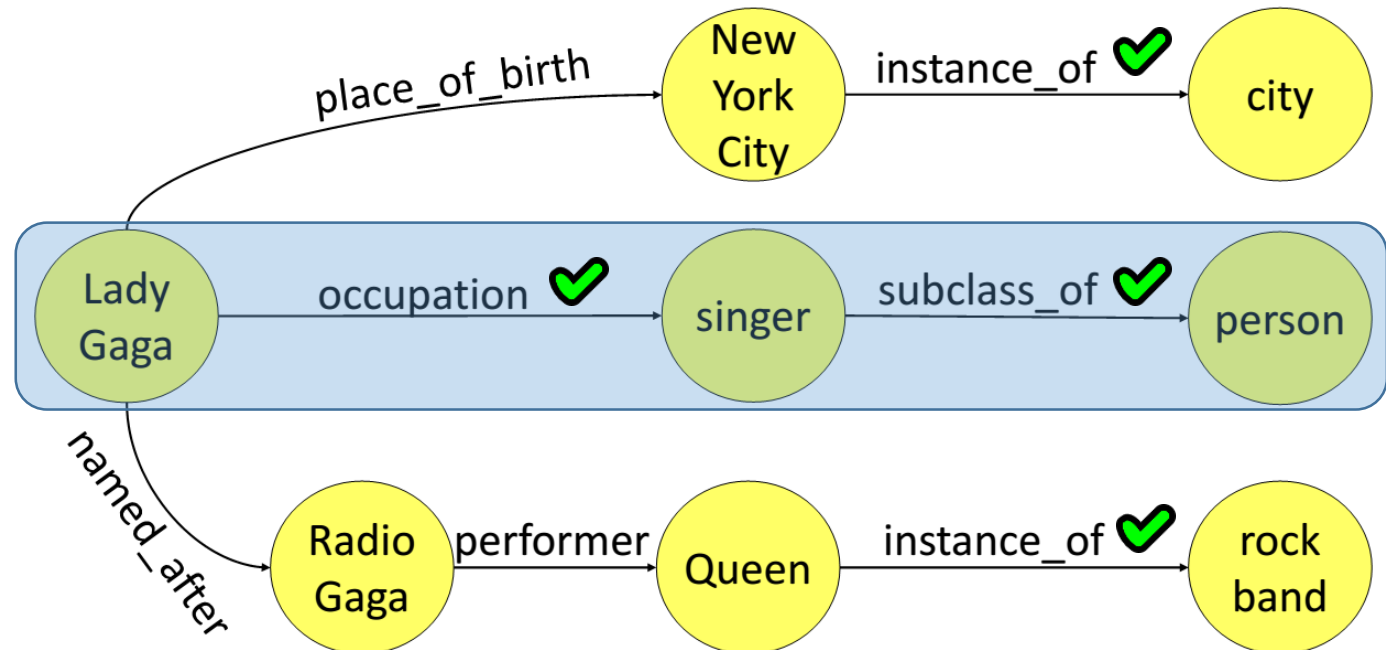 place_of_birth
New
York
City
instance_of
city
Lady
Gaga
occupation
singer
subclass_of
person
named_after
Radio
Gaga
performer
Queen
instance_of
rock
band